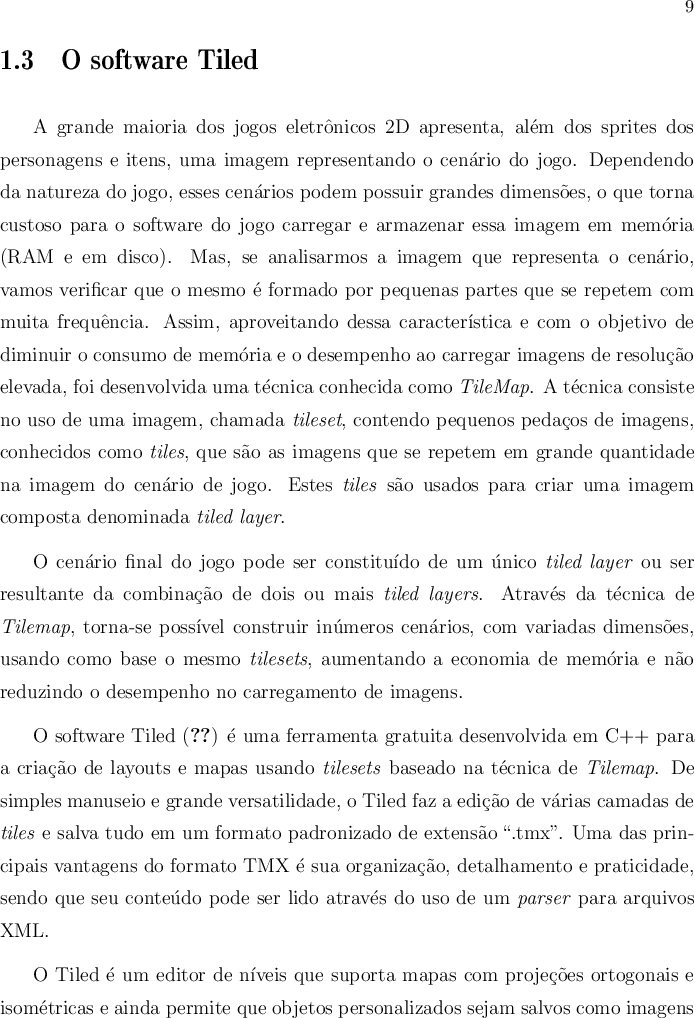 9
1.3 O software Tiled
A grande maioria dos jogos eletrônicos 2D apresenta, além dos sprites dos
personagens e itens, uma imagem representando o cenário do jogo. Dependendo
da natureza do jogo, esses cenários podem possuir grandes dimensões, o que torna
custoso para o software do jogo carregar e armazenar essa imagem em memória
(RAM e em disco). Mas, se analisarmos a imagem que representa o cenário,
vamos verificar que o mesmo é formado por pequenas partes que se repetem com
muita frequência. Assim, aproveitando dessa característica e com o objetivo de
diminuir o consumo de memória e o desempenho ao carregar imagens de resolução
elevada, foi desenvolvida uma técnica conhecida como TileMap. A técnica consiste
no uso de uma imagem, chamada tileset, contendo pequenos pedaços de imagens,
conhecidos como tiles, que são as imagens que se repetem em grande quantidade
na imagem do cenário de jogo. Estes tiles são usados para criar uma imagem
composta denominada tiled layer.
O cenário final do jogo pode ser constituído de um único tiled layer ou ser
resultante da combinação de dois ou mais tiled layers. Através da técnica de
Tilemap, torna-se possível construir inúmeros cenários, com variadas dimensões,
usando como base o mesmo tilesets, aumentando a economia de memória e não
reduzindo o desempenho no carregamento de imagens.
O software Tiled (??) é uma ferramenta gratuita desenvolvida em C++ para
a criação de layouts e mapas usando tilesets baseado na técnica de Tilemap. De
simples manuseio e grande versatilidade, o Tiled faz a edição de várias camadas de
tiles e salva tudo em um formato padronizado de extensão “.tmx”. Uma das prin-
cipais vantagens do formato TMX é sua organização, detalhamento e praticidade,
sendo que seu conteúdo pode ser lido através do uso de um parser para arquivos
XML.
O Tiled é um editor de níveis que suporta mapas com projeções ortogonais e
isométricas e ainda permite que objetos personalizados sejam salvos como imagens